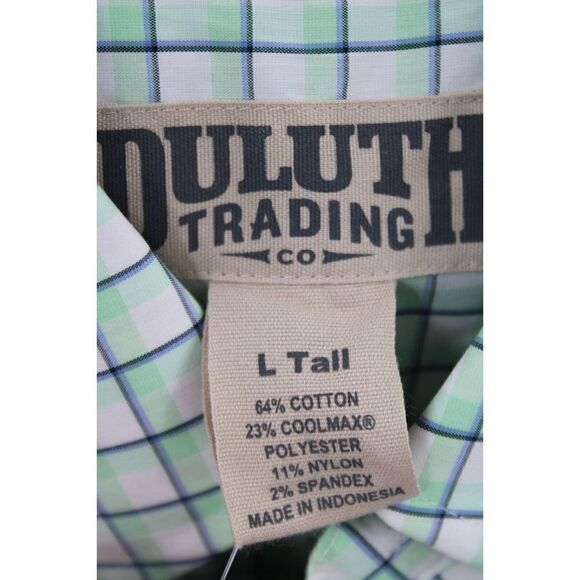 DULUTH
TRADING
CO
L Tall
64% COTTON
23% COOLMAX®
POLYESTER
11% NYLON
2% SPANDEX
MADE IN INDONESIA